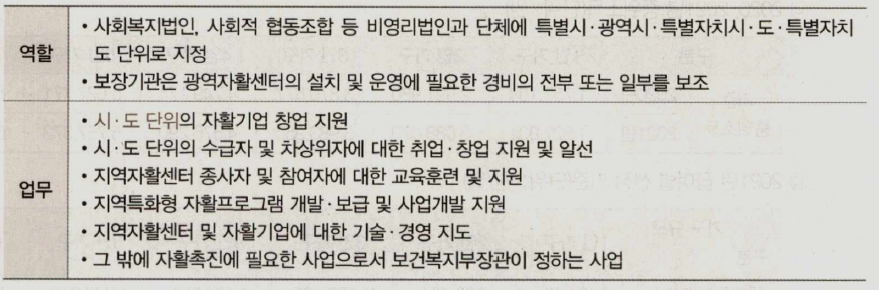 역할
• 사회복지법인, 사회적 협동조합 등 비영리법인과 단체에 특별시·광역시·특별자치시·도·특별자치
도 단위로 지정
• 보장기관은 광역자활센터의 설치 및 운영에 필요한 경비의 전부 또는 일부를 보조
업무
• 시·도 단위의 자활기업 창업 지원
• 시·도 단위의 수급자 및 차상위자에 대한 취업·창업 지원 및 알선
• 지역자활센터 종사자 및 참여자에 대한 교육훈련 및 지원
• 지역특화형 자활프로그램 개발·보급 및 사업개발 지원
• 지역자활센터 및 자활기업에 대한 기술·경영 지도
• 그 밖에 자활촉진에 필요한 사업으로서 보건복지부장관이 정하는 사업